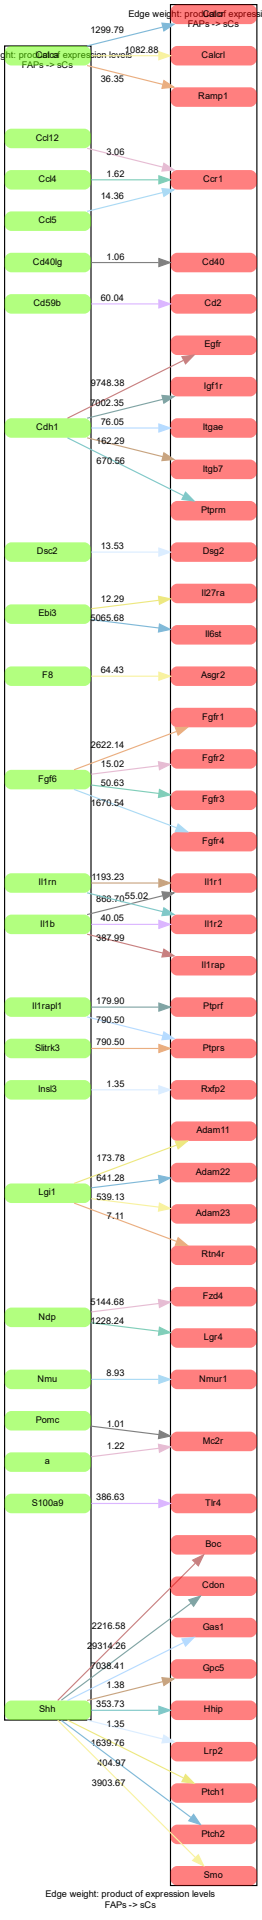 Edge weight: product of expressi
Calcr
FAPs -> sCs
1299.79
ght: product of expression levels
Calca
1082.88
Calcrl
FAPs -> sCs
36.35
Ramp1
Ccl12
3.06
Ccl4
1.62
Ccr1
14.36
Ccl5
Cd40lg
1.06
Cd40
Cd59b
60.04
Cd2
Egfr
9748.38
Igf1r
7002.35
Cdh1
76.05
Itgae
162.29
670.56
Itgb7
Ptprm
Dsc2
13.53
Dsg2
Il27ra
12.29
Ebi3
5065.68
Il6st
F8
64.43
Asgr2
Fgfr1
2622.14
15.02
Fgfr2
Fgf6
50.63
Fgfr3
1670.54
Fgfr4
Il1rn
1193.23
Il1r1
55.02
Il1b
40.05
Il1r2
387.99
Il1rap
Il1rapl1
179.90
Ptprf
790.50
Slitrk3
790.50
Ptprs
Insl3
1.35
Rxfp2
Adam11
173.78
641.28
Adam22
Lgi1
539.13
Adam23
7.11
Rtn4r
Fzd4
5144.68
Ndp
1228.24
Lgr4
Nmu
8.93
Nmur1
Pomc
1.01
Mc2r
1.22
a
S100a9
386.63
Tlr4
Boc
Cdon
2216.58
Gas1
29314.26
7038.41
Gpc5
1.38
Shh
353.73
Hhip
1.35
1639.76
Lrp2
404.97
Ptch1
3903.67
Ptch2
Smo
Edge weight: product of expression levels
FAPs -> sCs